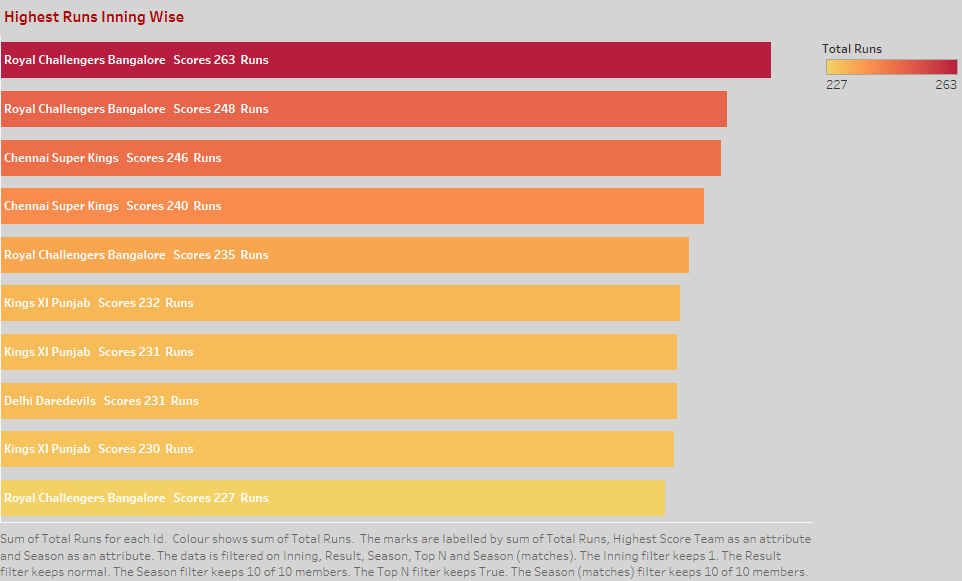 Highest Runs Inning Wise
Royal Challengers Bangalore Scores 263 Runs
Total Runs
227 263
Royal Challengers Bangalore Scores 248 Runs
Chennai Super Kings Scores 246 Runs
Chennai Super Kings Scores 240 Runs
Royal Challengers Bangalore Scores 235 Runs
Kings XI Punjab Scores 232 Runs
Kings XI Punjab Scores 231 Runs
Delhi Daredevils Scores 231 Runs
Kings XI Punjab Scores 230 Runs
Royal Challengers Bangalore Scores 227 Runs
Sum of Total Runs for each Id. Colour shows sum of Total Runs. The marks are labelled by sum of Total Runs, Highest Score Team as an attribute
and Season as an attribute. The data is filtered on Inning, Result, Season, Top N and Season (matches). The Inning filter keeps 1. The Result
filter keeps normal. The Season filter keeps 10 of 10 members. The Top N filter keeps True. The Season (matches) filter keeps 10 of 10 members.